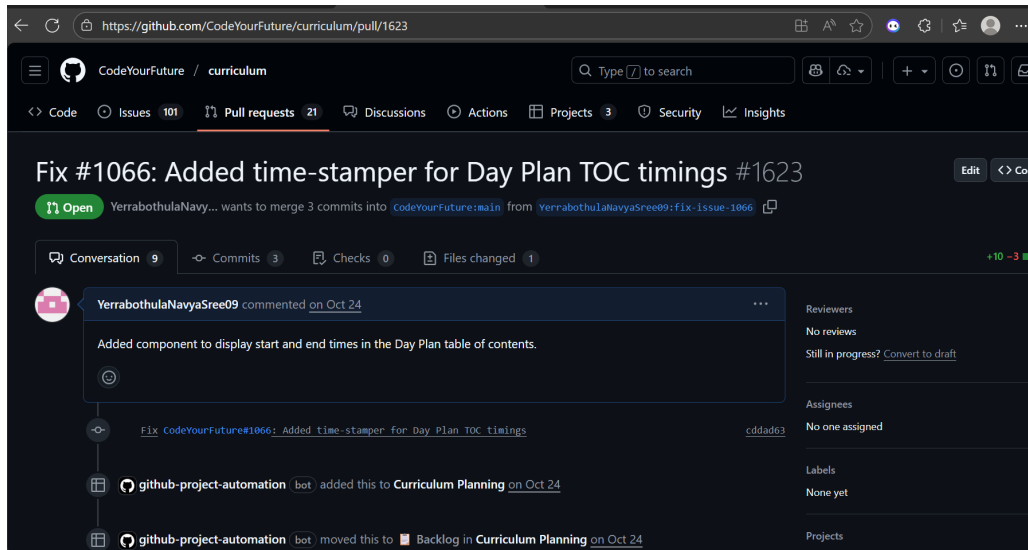 https://github.com/CodeYourFuture/curriculum/pull/1623
CodeYourFuture / curriculum
Type / to search
Code
Issues 101
Pull requests 21
Discussions
Actions
Projects 3
Security
Insights
Fix #1066: Added time-stamper for Day Plan TOC timings #1623
Edit
<> Co
Open
YerrabothulaNavy... wants to merge 3 commits into CodeYourFuture:main from YerrabothulaNavyaSree09:fix-issue-1066
Conversation 9
Commits 3
Checks 0
Files changed 1
+10 −3
YerrabothulaNavyaSree09 commented on Oct 24
Added component to display start and end times in the Day Plan table of contents.
Fix CodeYourFuture#1066: Added time-stamper for Day Plan TOC timings
cddad63
github-project-automation bot added this to Curriculum Planning on Oct 24
github-project-automation bot moved this to Backlog in Curriculum Planning on Oct 24
Reviewers
No reviews
Still in progress? Convert to draft
Assignees
No one assigned
Labels
None yet
Projects